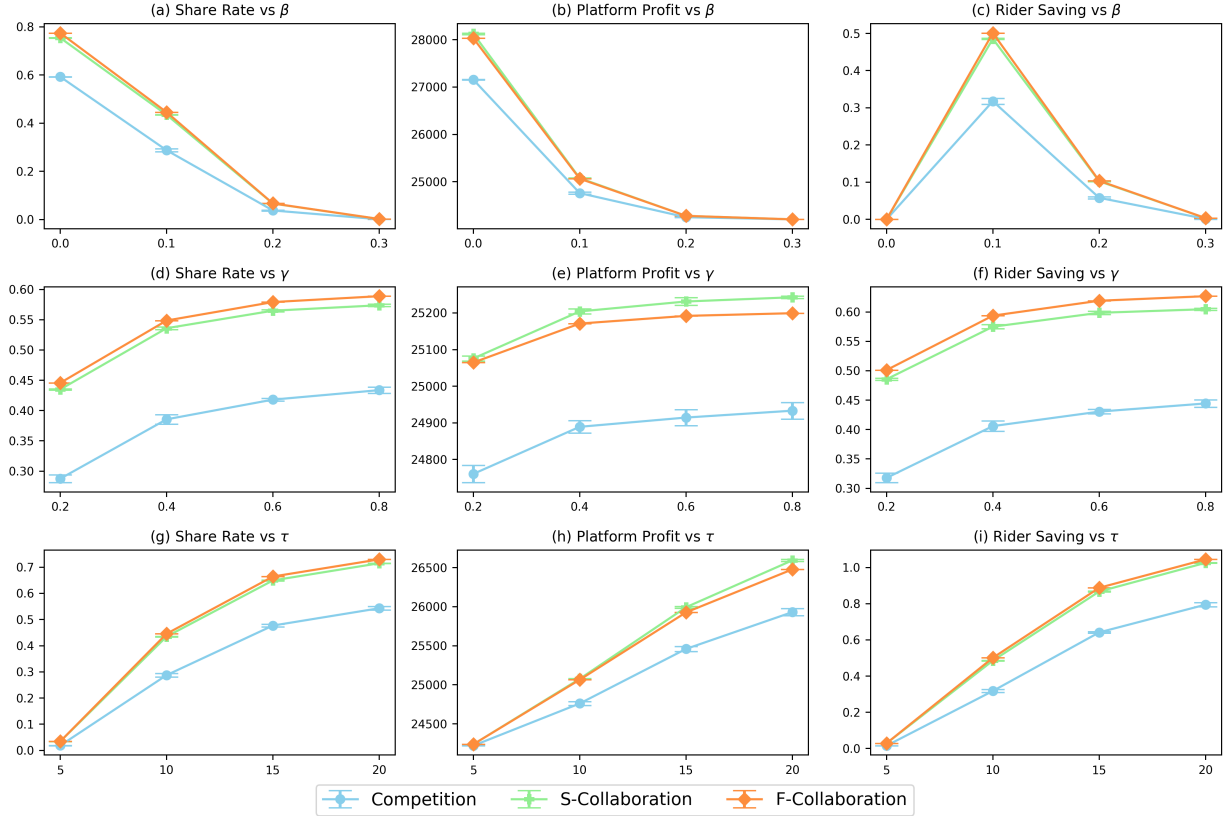 (a) Share Rate vs β
0.8
0.6
0.4
0.2
0.0
0.0 0.1 0.2 0.3
(b) Platform Profit vs β
28000
27000
26000
25000
0.0 0.1 0.2 0.3
(c) Rider Saving vs β
0.5
0.4
0.3
0.2
0.1
0.0
0.0 0.1 0.2 0.3
(d) Share Rate vs γ
0.60
0.55
0.50
0.45
0.40
0.35
0.30
0.2 0.4 0.6 0.8
(e) Platform Profit vs γ
25200
25100
25000
24900
24800
0.2 0.4 0.6 0.8
(f) Rider Saving vs γ
0.60
0.55
0.50
0.45
0.40
0.35
0.30
0.2 0.4 0.6 0.8
(g) Share Rate vs τ
0.7
0.6
0.5
0.4
0.3
0.2
0.1
0.0
5 10 15 20
(h) Platform Profit vs τ
26500
26000
25500
25000
24500
5 10 15 20
(i) Rider Saving vs τ
1.0
0.8
0.6
0.4
0.2
0.0
5 10 15 20
Competition S-Collaboration F-Collaboration